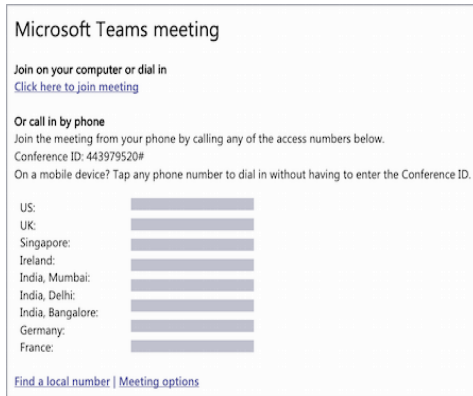 Microsoft Teams meeting
Join on your computer or dial in
Click here to join meeting
Or call in by phone
Join the meeting from your phone by calling any of the access numbers below.
Conference ID: 443979520#
On a mobile device? Tap any phone number to dial in without having to enter the Conference ID.
US:
UK:
Singapore:
Ireland:
India, Mumbai:
India, Delhi:
India, Bangalore:
Germany:
France:
Find a local number | Meeting options